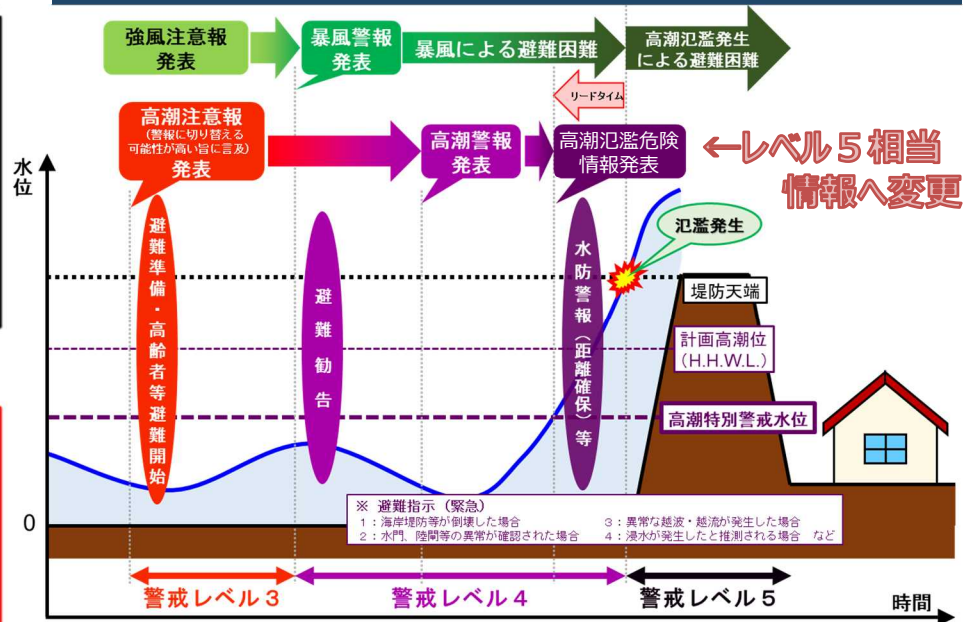 強風注意報
発表
暴風警報
発表
暴風による避難困難
高潮氾濫発生
による避難困難
リードタイム
高潮注意報
(警報に切り替える
可能性が高い旨に言及)
発表
高潮警報
発表
高潮氾濫危険
情報発表
←レベル5相当
情報へ変更
水位
避難準備・高齢者等避難開始
避難勧告
水防警報(距離確保)等
氾濫発生
堤防天端
計画高潮位
(H.H.W.L.)
高潮特別警戒水位
0
※ 避難指示(緊急)
1:海岸堤防等が倒壊した場合
3:異常な越波・越流が発生した場合
2:水門、陸閘等の異常が確認された場合
4:浸水が発生したと推測される場合 など
警戒レベル3
警戒レベル4
警戒レベル5
時間